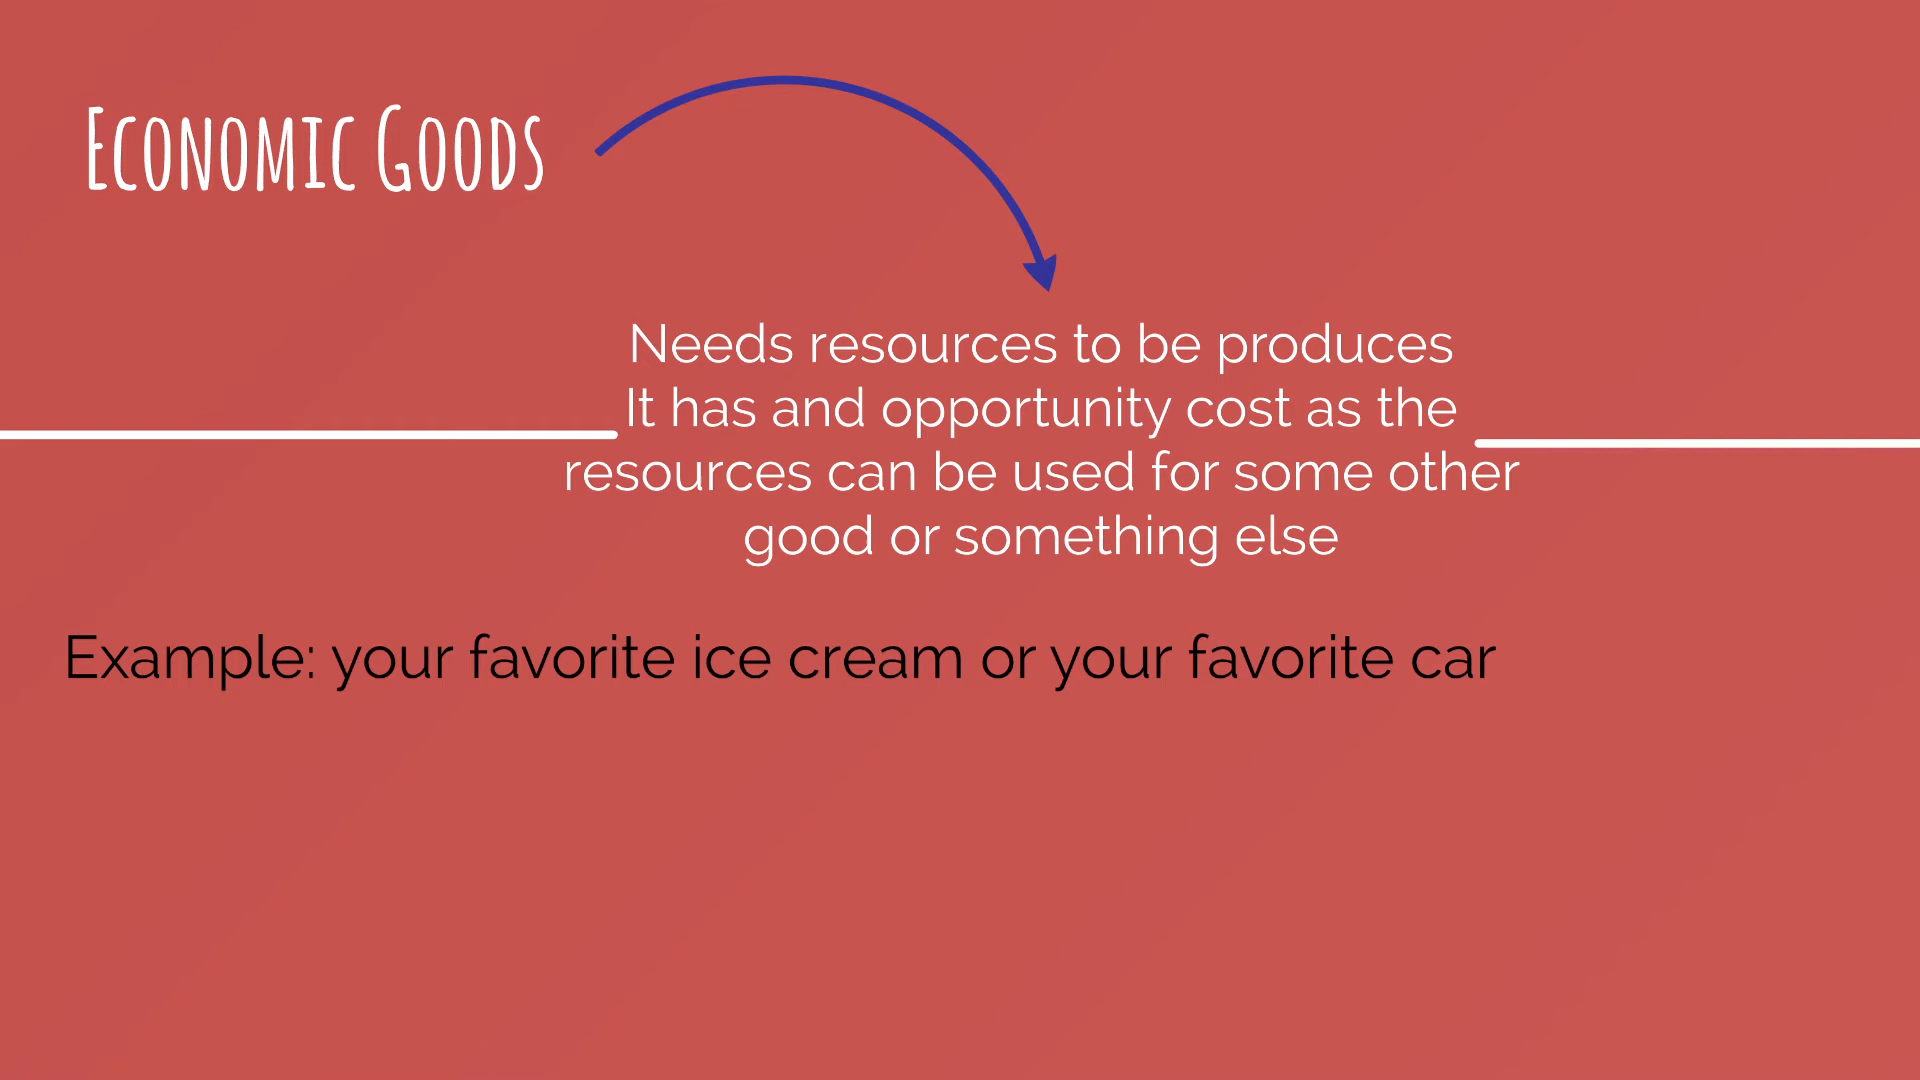 Economic Goods
Needs resources to be produces
It has and opportunity cost as the
resources can be used for some other
good or something else
Example: your favorite ice cream or your favorite car